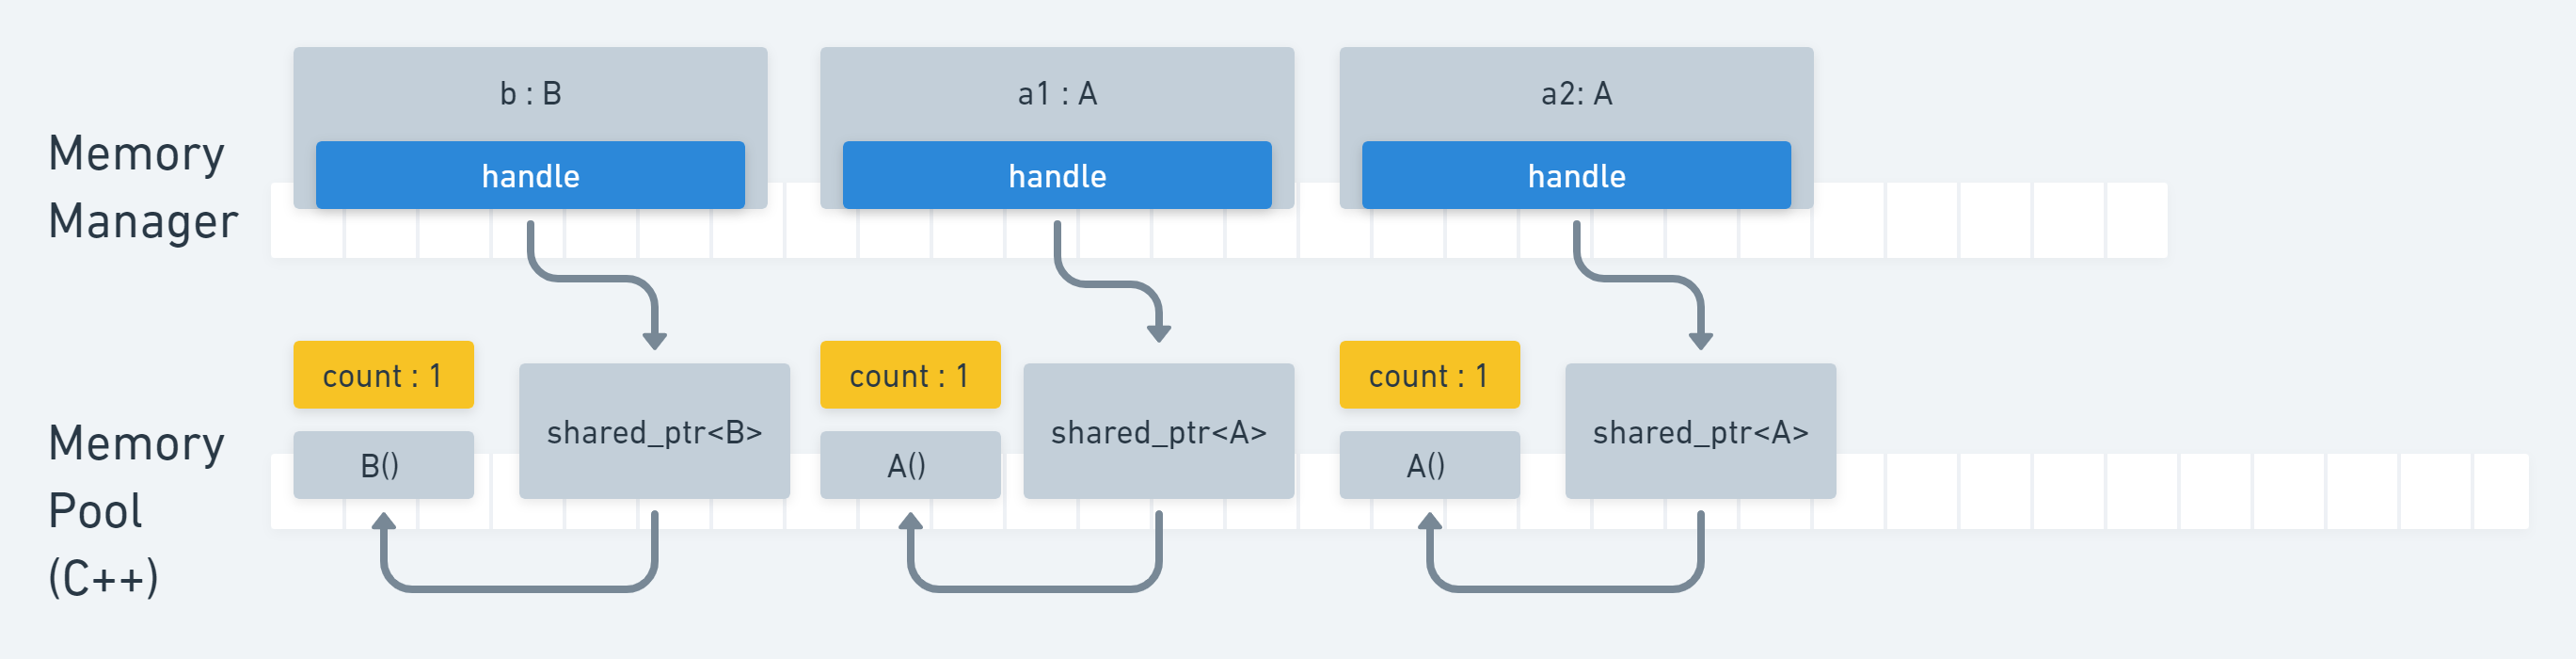 b : B
a1 : A
a2: A
Memory
Manager
handle
handle
handle
count : 1
count : 1
count : 1
shared_ptr<B>
shared_ptr<A>
shared_ptr<A>
Memory
Pool
(C++)
B()
A()
A()